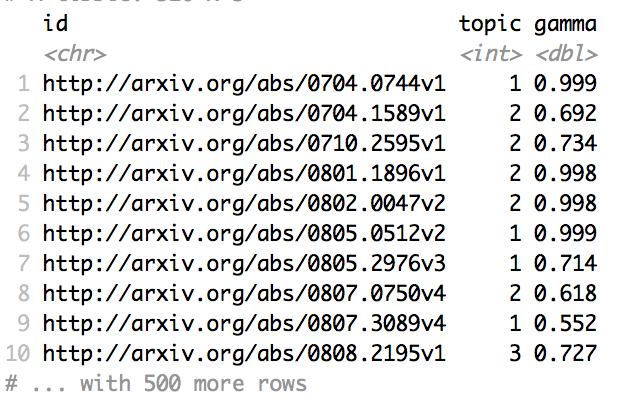 id topic gamma
<chr> <int> <dbl>
1 http://arxiv.org/abs/0704.0744v1 1 0.999
2 http://arxiv.org/abs/0704.1589v1 2 0.692
3 http://arxiv.org/abs/0710.2595v1 2 0.734
4 http://arxiv.org/abs/0801.1896v1 2 0.998
5 http://arxiv.org/abs/0802.0047v2 2 0.998
6 http://arxiv.org/abs/0805.0512v2 1 0.999
7 http://arxiv.org/abs/0805.2976v3 1 0.714
8 http://arxiv.org/abs/0807.0750v4 2 0.618
9 http://arxiv.org/abs/0807.3089v4 1 0.552
10 http://arxiv.org/abs/0808.2195v1 3 0.727
# ... with 500 more rows